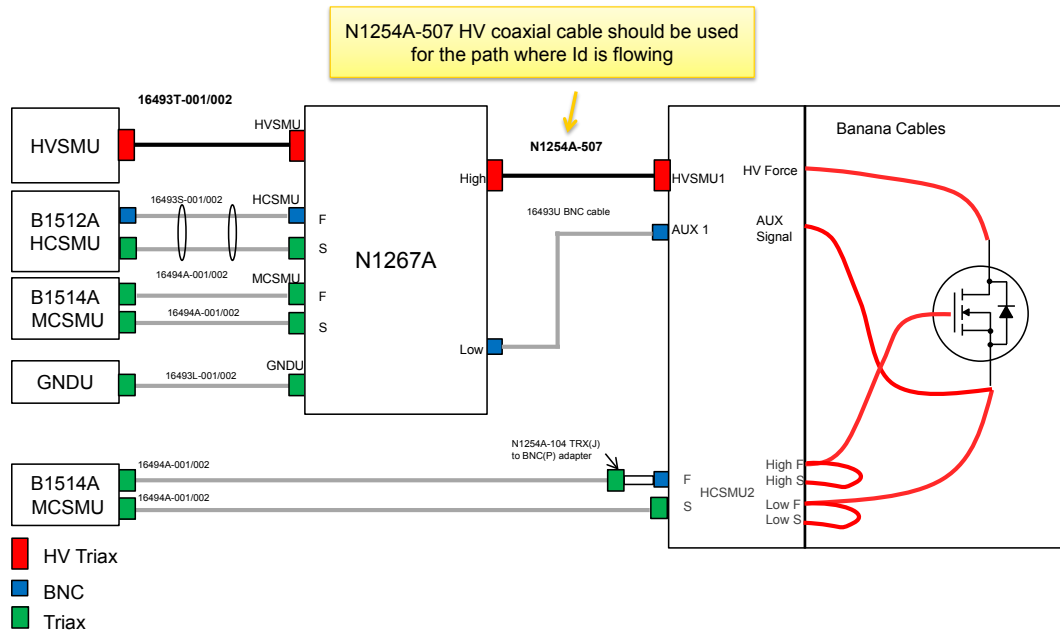 N1254A-507 HV coaxial cable should be used
for the path where Id is flowing
16493T-001/002
HVSMU
HVSMU
N1254A-507
Banana Cables
High
HVSMU1
HV Force
B1512A
HCSMU
16493S-001/002
HCSMU
F
S
N1267A
16493U BNC cable
AUX 1
AUX
Signal
B1514A
MCSMU
16494A-001/002
16494A-001/002
MCSMU
F
S
Low
GNDU
16493L-001/002
GNDU
N1254A-104 TRX(J)
to BNC(P) adapter
B1514A
MCSMU
16494A-001/002
16494A-001/002
F
S
HCSMU2
High F
High S
Low F
Low S
HV Triax
BNC
Triax